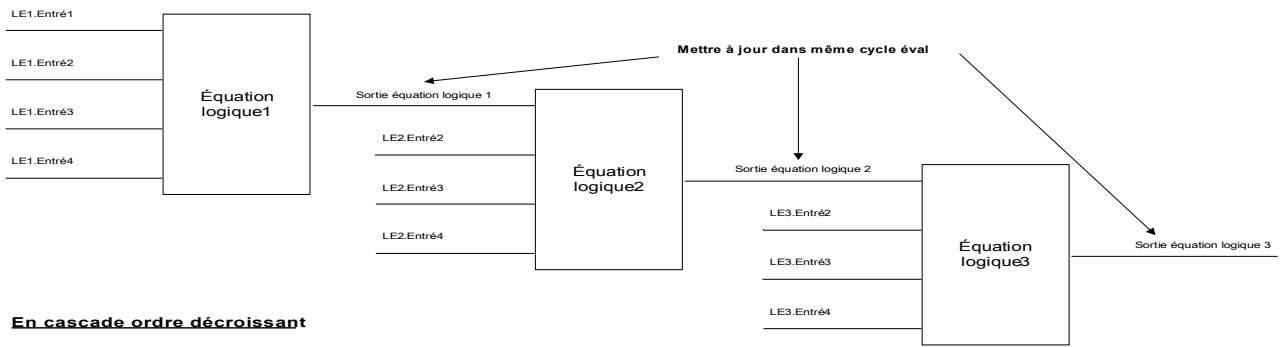 LE1.Entré1
LE1.Entré2
LE1.Entré3
LE1.Entré4
Équation
logique1
Mettre à jour dans même cycle éval
Sortie équation logique 1
LE2.Entré2
LE2.Entré3
LE2.Entré4
Équation
logique2
Sortie équation logique 2
LE3.Entré2
LE3.Entré3
LE3.Entré4
Équation
logique3
Sortie équation logique 3
En cascade ordre décroissant